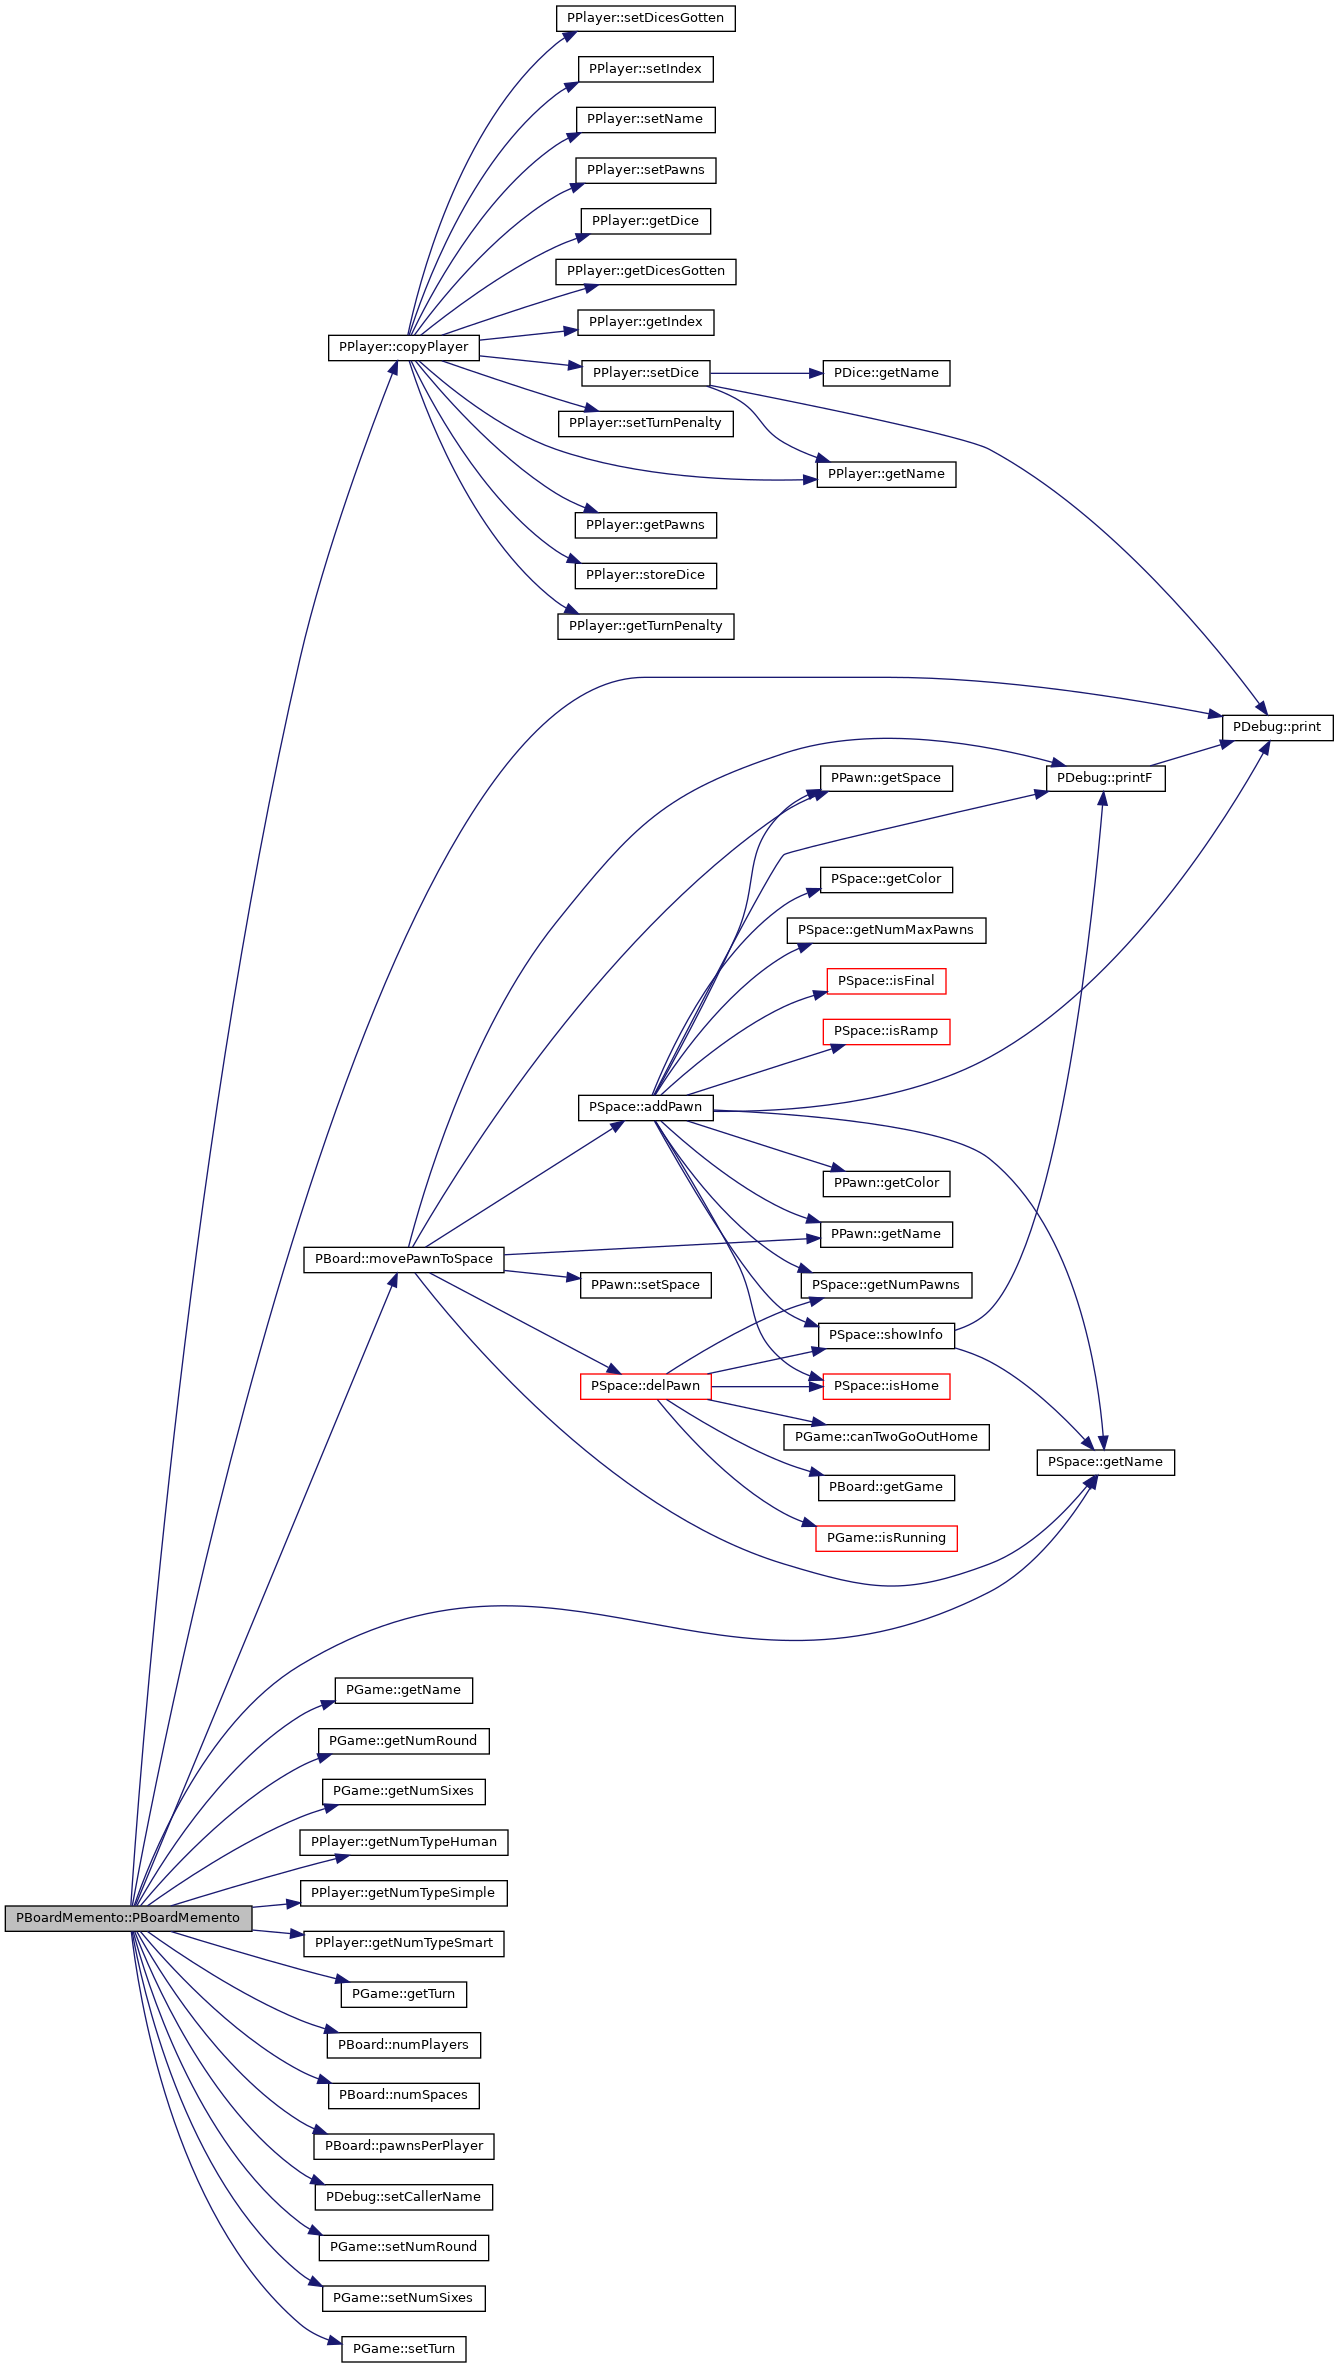 PPlayer::setDicesGotten
PPlayer::setIndex
PPlayer::setName
PPlayer::setPawns
PPlayer::getDice
PPlayer::getDicesGotten
PPlayer::getIndex
PPlayer::copyPlayer
PPlayer::setDice
PDice::getName
PPlayer::setTurnPenalty
PPlayer::getName
PPlayer::getPawns
PPlayer::storeDice
PPlayer::getTurnPenalty
PDebug::print
PPawn::getSpace
PDebug::printF
PSpace::getColor
PSpace::getNumMaxPawns
PSpace::isFinal
PSpace::isRamp
PSpace::addPawn
PPawn::getColor
PPawn::getName
PBoard::movePawnToSpace
PPawn::setSpace
PSpace::getNumPawns
PSpace::showInfo
PSpace::delPawn
PSpace::isHome
PGame::canTwoGoOutHome
PSpace::getName
PBoard::getGame
PGame::isRunning
PGame::getName
PGame::getNumRound
PGame::getNumSixes
PPlayer::getNumTypeHuman
PPlayer::getNumTypeSimple
PBoardMemento::PBoardMemento
PPlayer::getNumTypeSmart
PGame::getTurn
PBoard::numPlayers
PBoard::numSpaces
PBoard::pawnsPerPlayer
PDebug::setCallerName
PGame::setNumRound
PGame::setNumSixes
PGame::setTurn